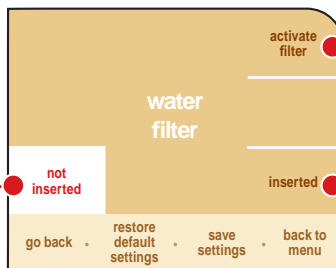 activate
filter
water
filter
not
inserted
inserted
go back
restore
default
settings
save
settings
back to
menu